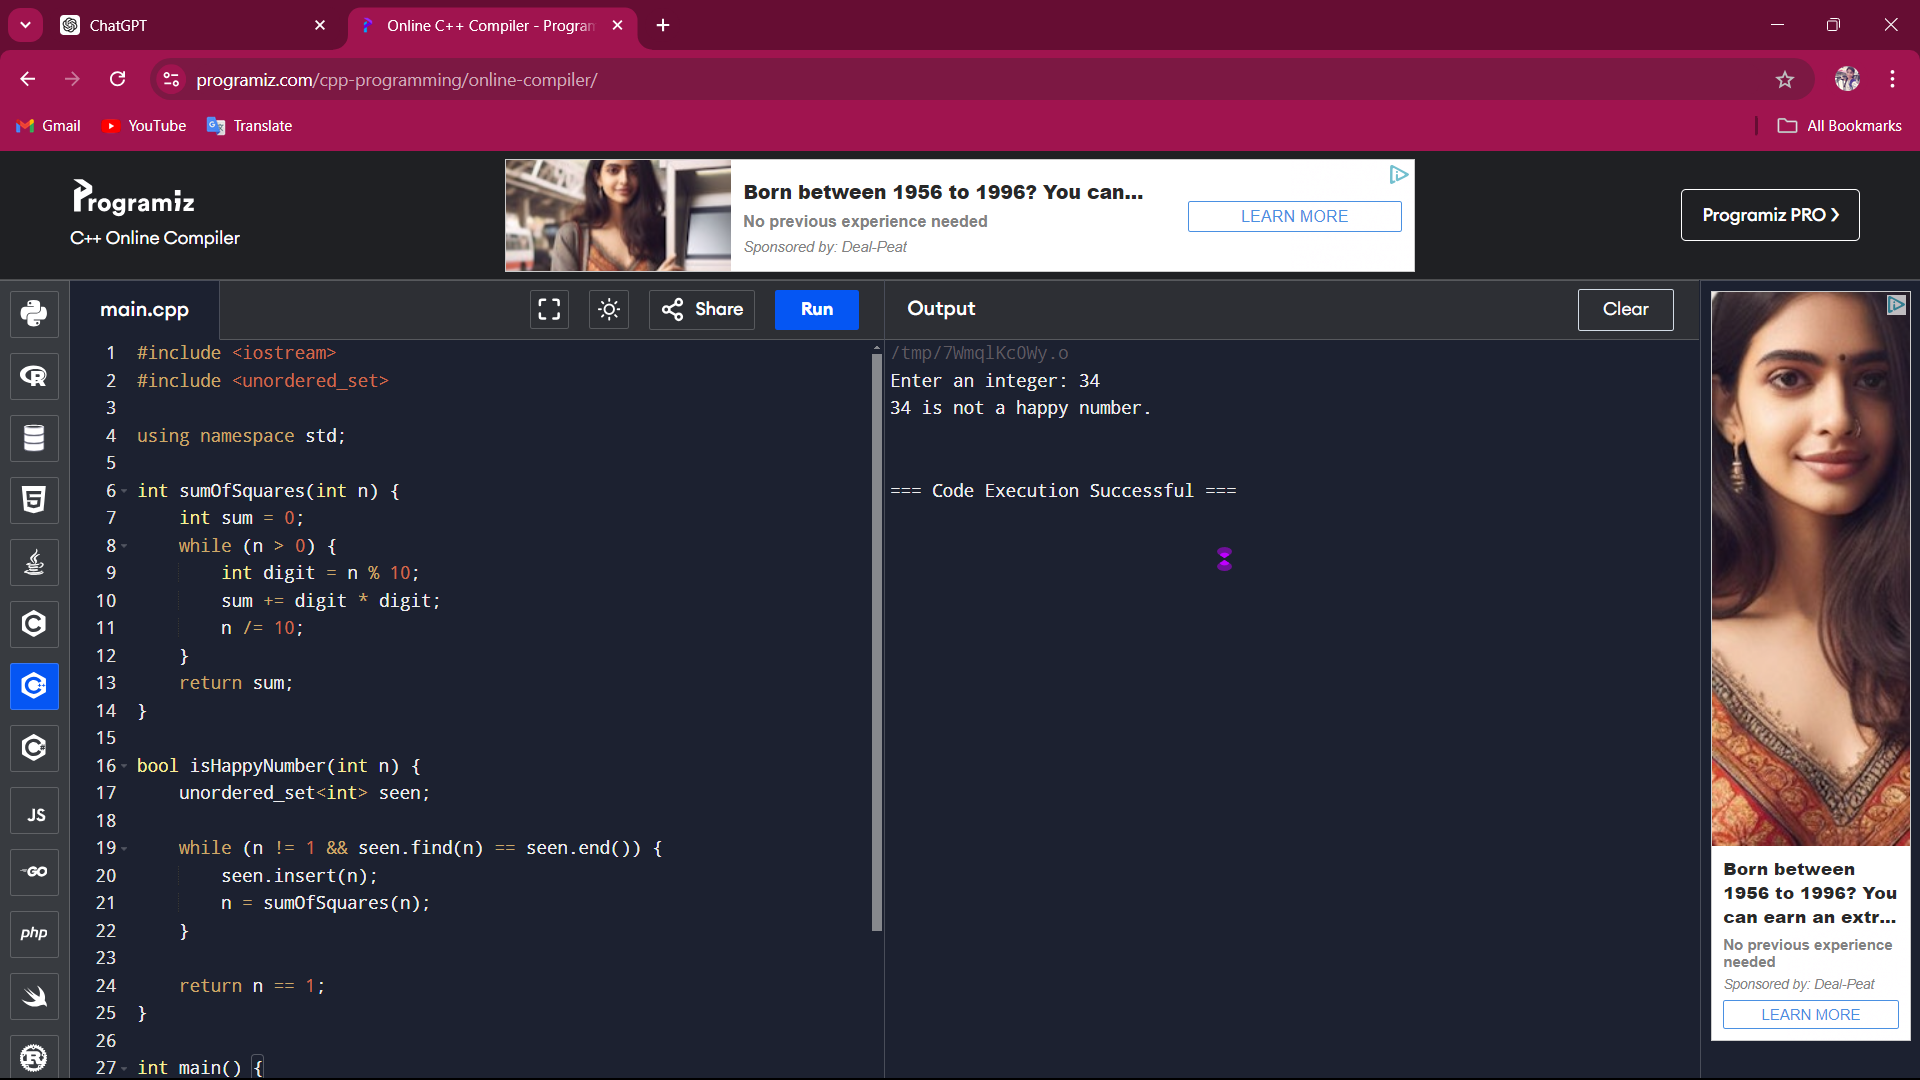 ChatGPT
Online C++ Compiler - Progran
programiz.com/cpp-programming/online-compiler/
Gmail
YouTube
Translate
All Bookmarks
Programiz
C++ Online Compiler
Born between 1956 to 1996? You can...
No previous experience needed
Sponsored by: Deal-Peat
LEARN MORE
Programiz PRO
main.cpp
Share
Run
Output
Clear
1 #include <iostream>
2 #include <unordered_set>
3
4 using namespace std;
5
6 int sumOfSquares(int n) {
7 int sum = 0;
8 while (n > 0) {
9 int digit = n % 10;
10 sum += digit * digit;
11 n /= 10;
12 }
13 return sum;
14 }
15
16 bool isHappyNumber(int n) {
17 unordered_set<int> seen;
18
19 while (n != 1 && seen.find(n) == seen.end()) {
20 seen.insert(n);
21 n = sumOfSquares(n);
22 }
23
24 return n == 1;
25 }
26
27 int main() {
/tmp/7WmqlKcOWy.o
Enter an integer: 34
34 is not a happy number.
=== Code Execution Successful ===
JS
GO
php
Born between
1956 to 1996? You
can earn an extr...
No previous experience
needed
Sponsored by: Deal-Peat
LEARN MORE